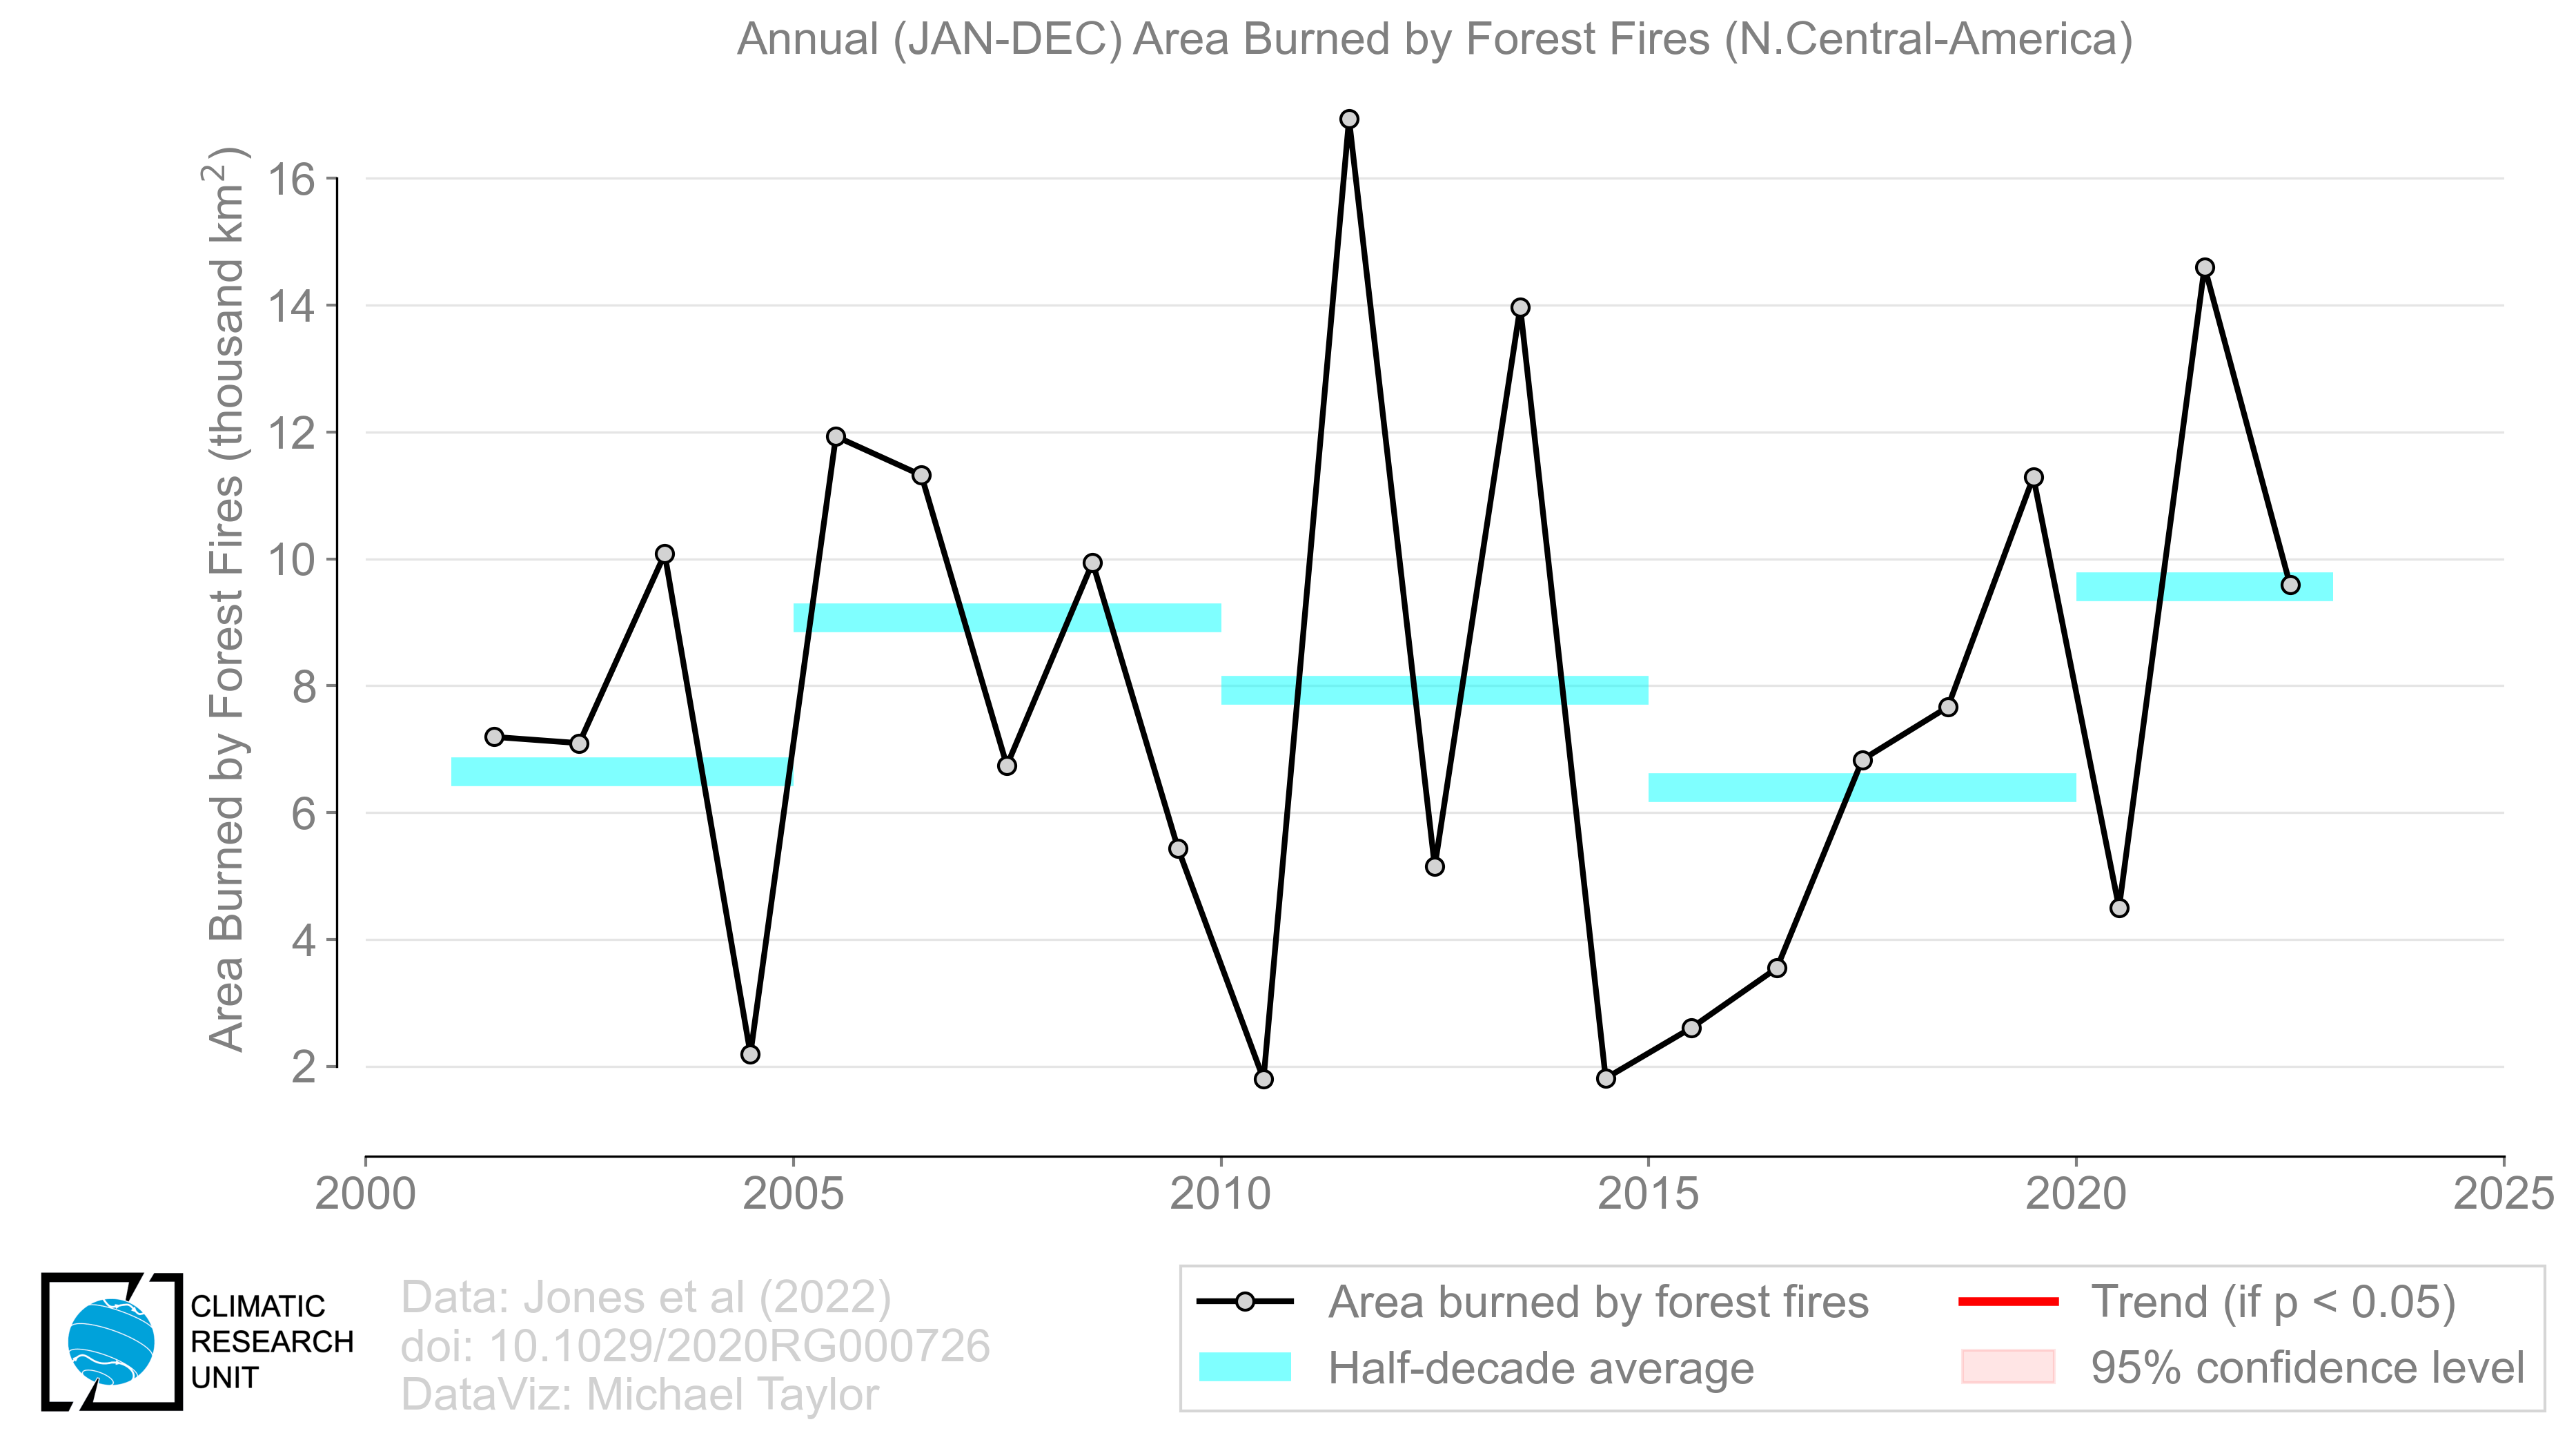 Annual (JAN-DEC) Area Burned by Forest Fires (N.Central-America)
Area Burned by Forest Fires (thousand km²)
16
14
12
10
8
6
4
2
2000 2005 2010 2015 2020 2025
CLIMATIC
RESEARCH
UNIT
Data: Jones et al (2022)
doi: 10.1029/2020RG000726
DataViz: Michael Taylor
Area burned by forest fires
Half-decade average
Trend (if p < 0.05)
95% confidence level